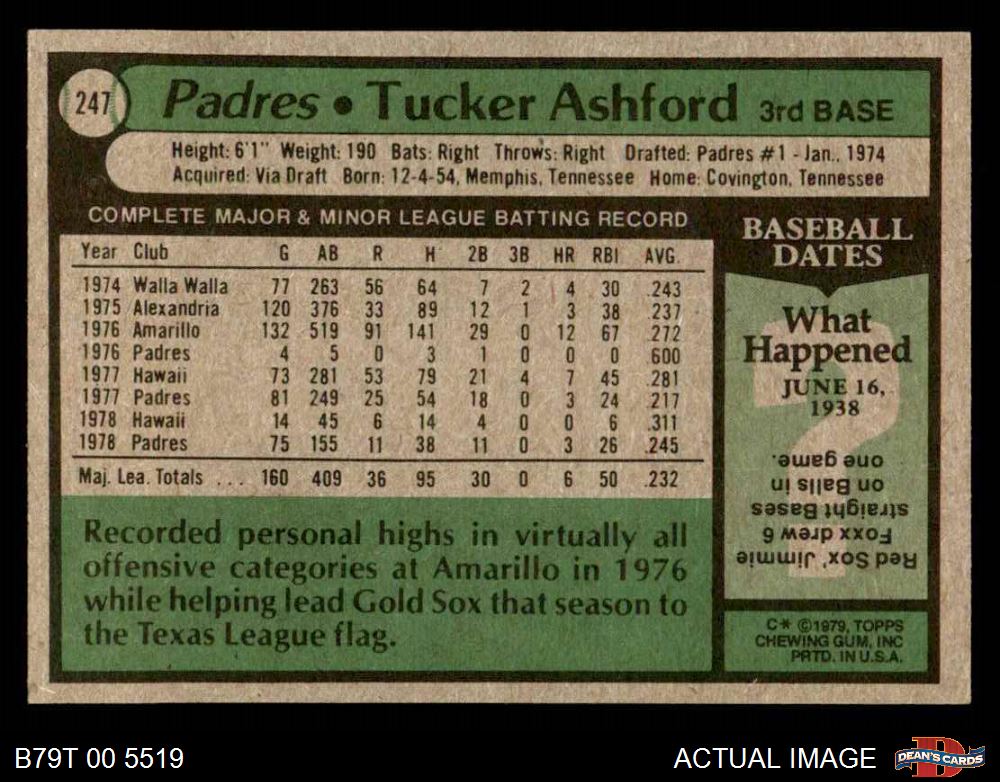 247
Padres • Tucker Ashford 3rd BASE
Height: 6'1" Weight: 190 Bats: Right Throws: Right Drafted: Padres #1 - Jan., 1974
Acquired: Via Draft Born: 12-4-54, Memphis, Tennessee Home: Covington, Tennessee
COMPLETE MAJOR & MINOR LEAGUE BATTING RECORD
Year Club G AB R H 2B 3B HR RBI AVG.
1974 Walla Walla 77 263 56 64 7 2 4 30 .243
1975 Alexandria 120 376 33 89 12 1 3 38 .237
1976 Amarillo 132 519 91 141 29 0 12 67 .272
1976 Padres 4 5 0 3 1 0 0 0 .600
1977 Hawaii 73 281 53 79 21 4 7 45 .281
1977 Padres 81 249 25 54 18 0 3 24 .217
1978 Hawaii 14 45 6 14 4 0 0 6 .311
1978 Padres 75 155 11 38 11 0 3 26 .245
Maj. Lea. Totals ... 160 409 36 95 30 0 6 50 .232
Recorded personal highs in virtually all
offensive categories at Amarillo in 1976
while helping lead Gold Sox that season to
the Texas League flag.
BASEBALL
DATES
What
Happened
JUNE 16,
1938
Red Sox' Jimmie
Foxx drew 6
straight Bases
on Balls in
one game.
C* ©1979, TOPPS
CHEWING GUM, INC
PRTD. IN U.S.A.
B79T 00 5519
ACTUAL IMAGE
D
DEAN'S CARDS